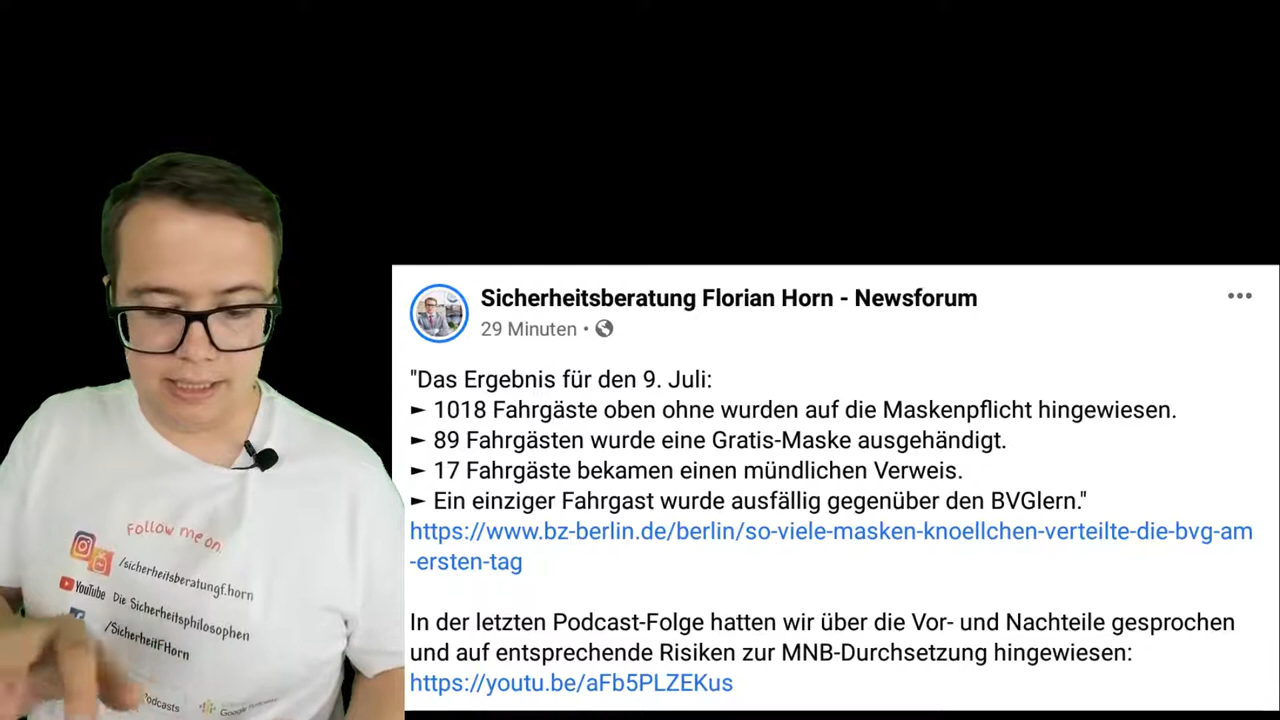 Sicherheitsberatung Florian Horn - Newsforum
29 Minuten •
"Das Ergebnis für den 9. Juli:
► 1018 Fahrgäste oben ohne wurden auf die Maskenpflicht hingewiesen.
► 89 Fahrgästen wurde eine Gratis-Maske ausgehändigt.
► 17 Fahrgäste bekamen einen mündlichen Verweis.
► Ein einziger Fahrgast wurde ausfällig gegenüber den BVGlern."
https://www.bz-berlin.de/berlin/so-viele-masken-knoellchen-verteilte-die-bvg-am
-ersten-tag
In der letzten Podcast-Folge hatten wir über die Vor- und Nachteile gesprochen
und auf entsprechende Risiken zur MNB-Durchsetzung hingewiesen:
https://youtu.be/aFb5PLZEKus
Follow me on
/sicherheitsberatungf.horn
YouTube Die Sicherheitsphilosophen
/SicherheitFHorn
Podcasts
Google